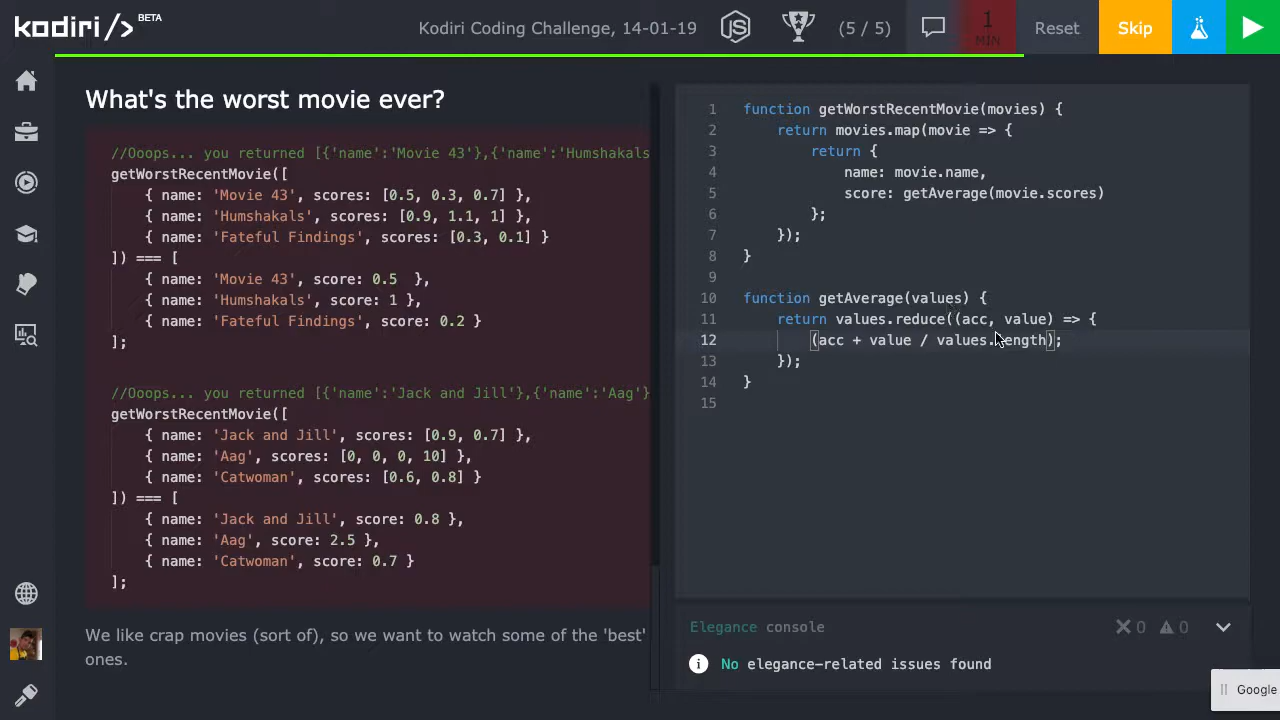 kodiri/> BETA
Kodiri Coding Challenge, 14-01-19
JS
(5 / 5)
1
MIN
Reset
Skip
What's the worst movie ever?
//Ooops... you returned [{'name':'Movie 43'},{'name':'Humshakals
getWorstRecentMovie([
{ name: 'Movie 43', scores: [0.5, 0.3, 0.7] },
{ name: 'Humshakals', scores: [0.9, 1.1, 1] },
{ name: 'Fateful Findings', scores: [0.3, 0.1] }
]) === [
{ name: 'Movie 43', score: 0.5  },
{ name: 'Humshakals', score: 1 },
{ name: 'Fateful Findings', score: 0.2 }
];
//Ooops... you returned [{'name':'Jack and Jill'},{'name':'Aag'}
getWorstRecentMovie([
{ name: 'Jack and Jill', scores: [0.9, 0.7] },
{ name: 'Aag', scores: [0, 0, 0, 10] },
{ name: 'Catwoman', scores: [0.6, 0.8] }
]) === [
{ name: 'Jack and Jill', score: 0.8 },
{ name: 'Aag', score: 2.5 },
{ name: 'Catwoman', score: 0.7 }
];
We like crap movies (sort of), so we want to watch some of the 'best'
ones.
1 function getWorstRecentMovie(movies) {
2 return movies.map(movie => {
3 return {
4 name: movie.name,
5 score: getAverage(movie.scores)
6 };
7 });
8 }
9
10 function getAverage(values) {
11 return values.reduce((acc, value) => {
12 (acc + value / values.length);
13 });
14 }
15
Elegance console
0 0
No elegance-related issues found
Google